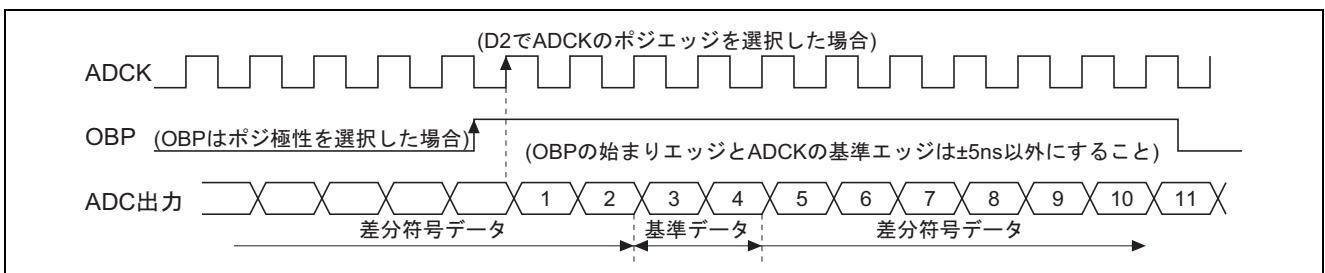 (D2でADCKのポジエッジを選択した場合)
ADCK
OBP (OBPはポジ極性を選択した場合)
(OBPの始まりエッジとADCKの基準エッジは±5ns以外にすること)
ADC出力 1 2 3 4 5 6 7 8 9 10 11
差分符号データ 基準データ 差分符号データ